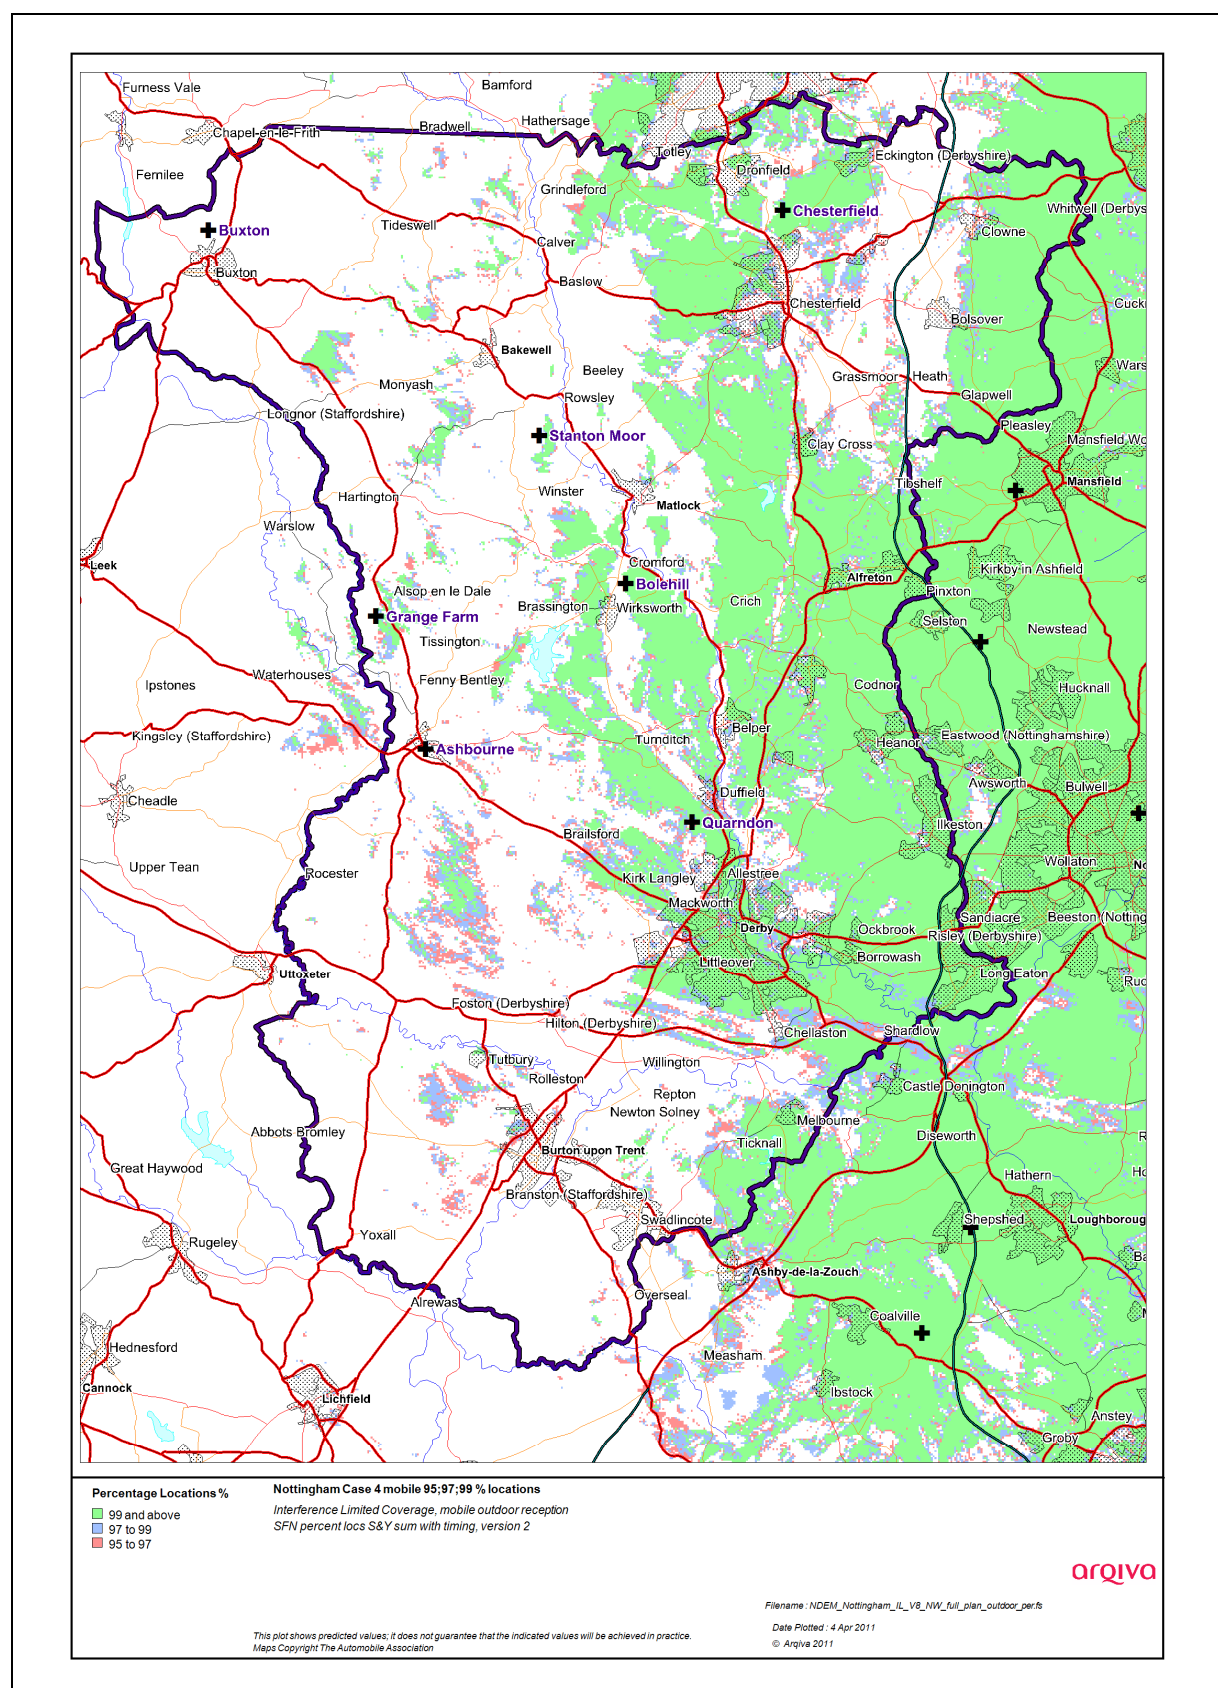 Furness Vale
Bamford
Hathersage
Bradwell
Chapel-en-le-Frith
Totley
Eckington (Derbyshire)
Dronfield
Fernilee
Grindleford
Whitwell (Derbys
Chesterfield
Tideswell
Buxton
Clowne
Calver
Buxton
Baslow
Chesterfield
Cuckn
Bolsover
Bakewell
Beeley
Wars
Monyash
Grassmoor
Heath
Rowsley
Glapwell
Longnor (Staffordshire)
Pleasley
Stanton Moor
Clay Cross
Mansfield Wo
Tibshelf
Mansfield
Winster
Hartington
Matlock
Warslow
Leek
Cromford
Kirkby in Ashfield
Alfreton
Bolehill
Alsop en le Dale
Pinxton
Crich
Brassington
Wirksworth
Grange Farm
Selston
Newstead
Tissington
Waterhouses
Fenny Bentley
Ipstones
Codnor
Hucknall
Belper
Kingsley (Staffordshire)
Turnditch
Eastwood (Nottinghamshire)
Heanor
Ashbourne
Awsworth
Bulwell
Duffield
Cheadle
Quarndon
Ilkeston
Brailsford
Wollaton
No
Upper Tean
Rocester
Kirk Langley
Allestree
Mackworth
Sandiacre
Beeston (Notting
Derby
Ockbrook
Risley (Derbyshire)
Borrowash
Littleover
Uttoxeter
Long Eaton
Rud
Foston (Derbyshire)
Hilton (Derbyshire)
Chellaston
Shardlow
Tutbury
Willington
Rolleston
Castle Donington
Repton
Newton Solney
Melbourne
Abbots Bromley
Ticknall
Diseworth
R
Burton upon Trent
Great Haywood
Hathern
Ho
Branston (Staffordshire)
Swadlincote
Shepshed
Loughboroug
Yoxall
Rugeley
Ba
Ashby-de-la-Zouch
Overseal
Alrewas
Coalville
Hednesford
Measham
Cannock
Lichfield
Ibstock
Anstey
Groby
Percentage Locations %
99 and above
97 to 99
95 to 97
Nottingham Case 4 mobile 95;97;99 % locations
Interference Limited Coverage, mobile outdoor reception
SFN percent locs S&Y sum with timing, version 2
arqiva
Filename : NDEM_Nottingham_IL_V8_NW_full_plan_outdoor_per.fs
Date Plotted : 4 Apr 2011
© Arqiva 2011
This plot shows predicted values; it does not guarantee that the indicated values will be achieved in practice.
Maps Copyright The Automobile Association